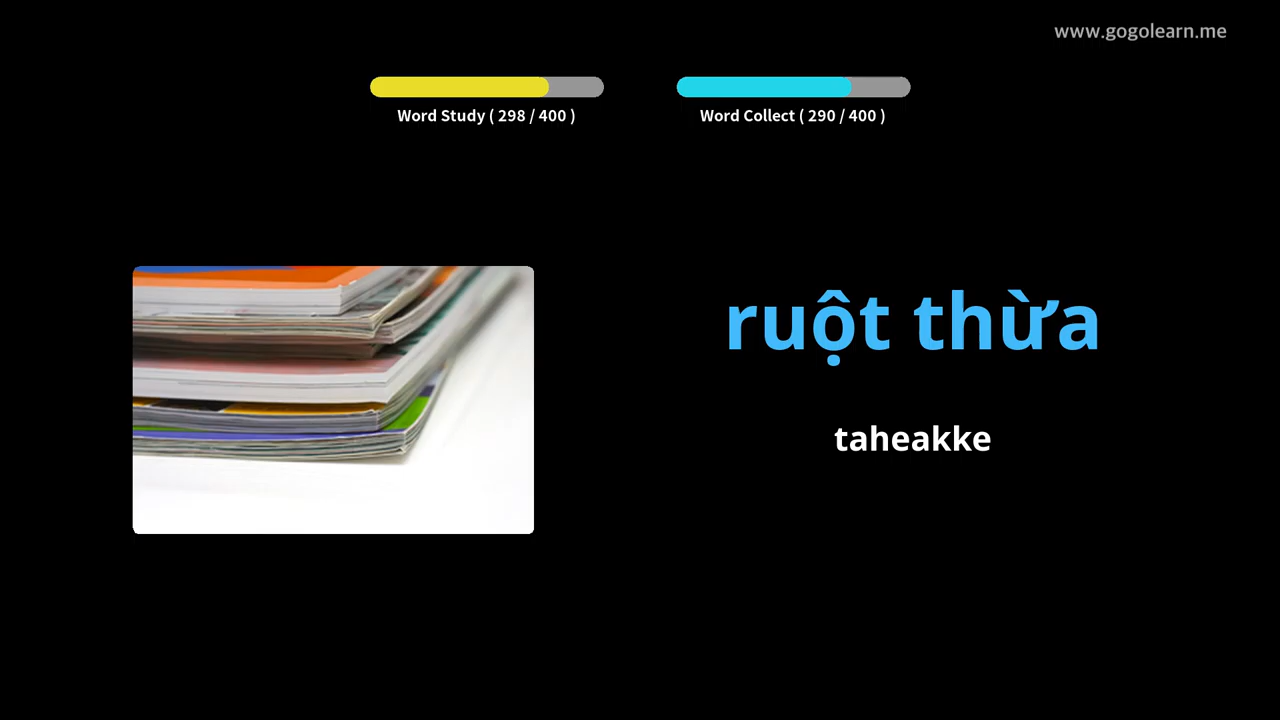 www.gogolearn.me
Word Study ( 298 / 400 )
Word Collect ( 290 / 400 )
ruột thừa
taheakke